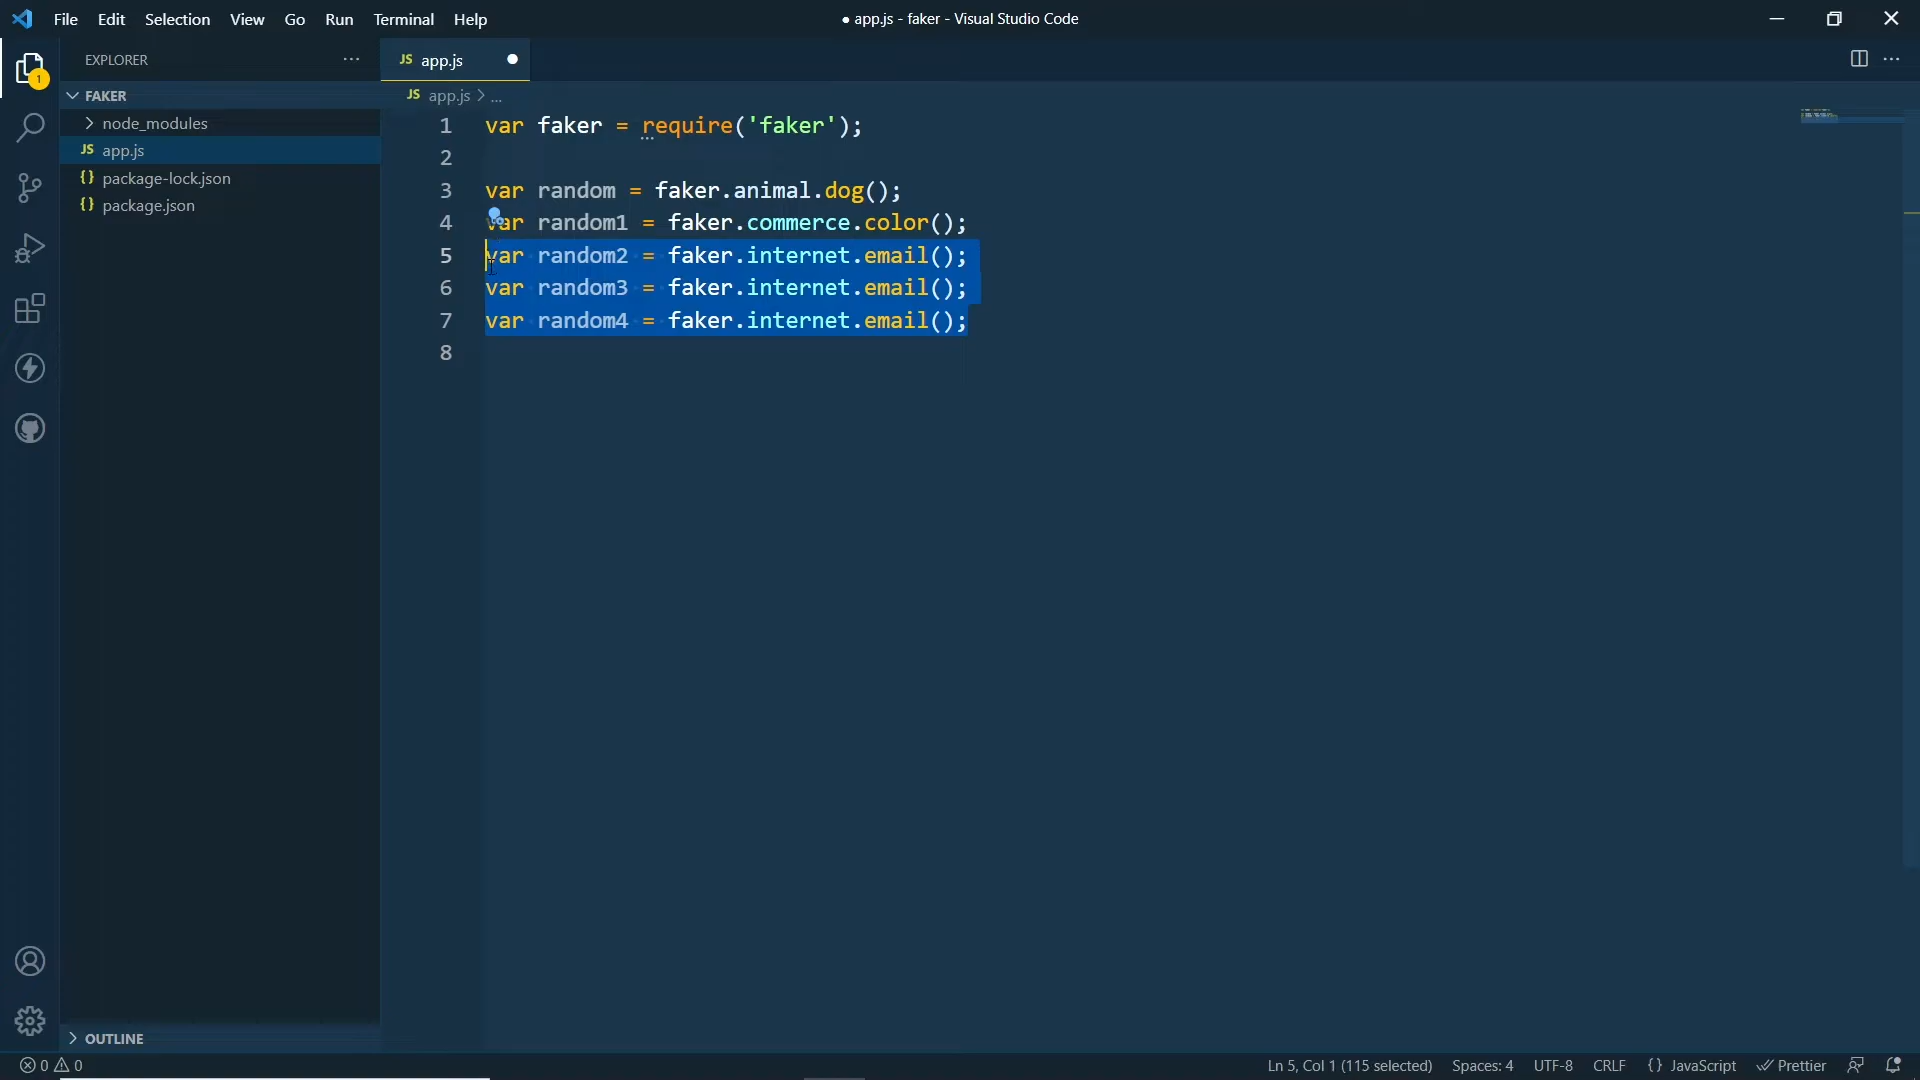 File Edit Selection View Go Run Terminal Help
● app.js - faker - Visual Studio Code
EXPLORER
JS app.js
1
FAKER
JS app.js > ...
node_modules
JS app.js
{} package-lock.json
{} package.json
1 var faker = require('faker');
2
3 var random = faker.animal.dog();
4 var random1 = faker.commerce.color();
5 var random2 = faker.internet.email();
6 var random3 = faker.internet.email();
7 var random4 = faker.internet.email();
8
OUTLINE
0 0
Ln 5, Col 1 (115 selected) Spaces: 4 UTF-8 CRLF {} JavaScript Prettier